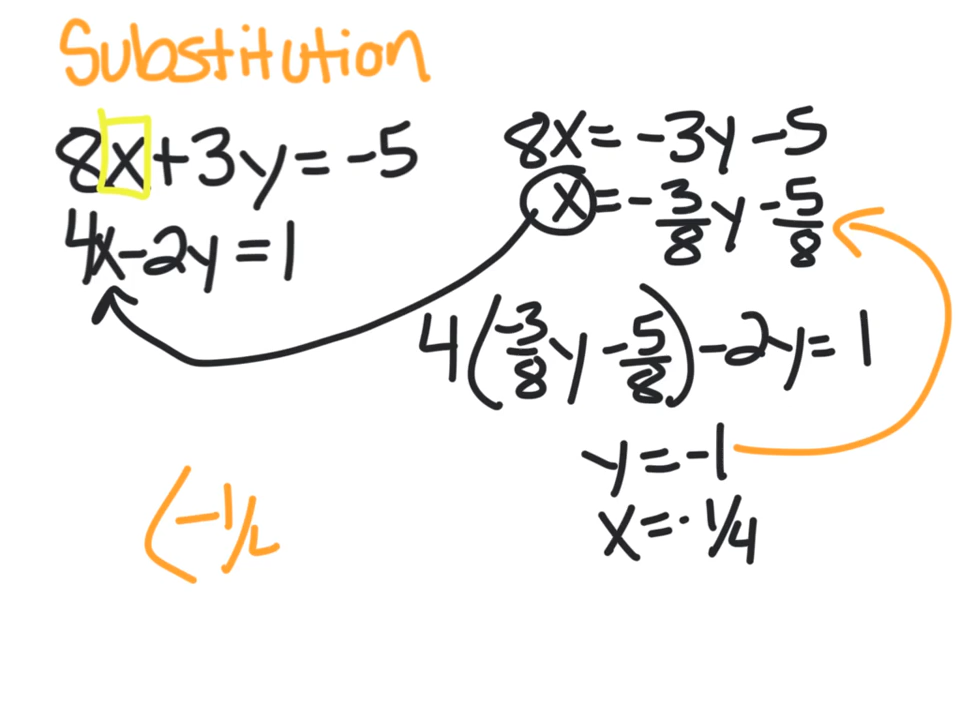 Substitution
8x+3y=-5
4x-2y=1
8x=-3y-5
x=-3/8y-5/8
4(-3/8y-5/8)-2y=1
y=-1
x=-1/4
(-1/